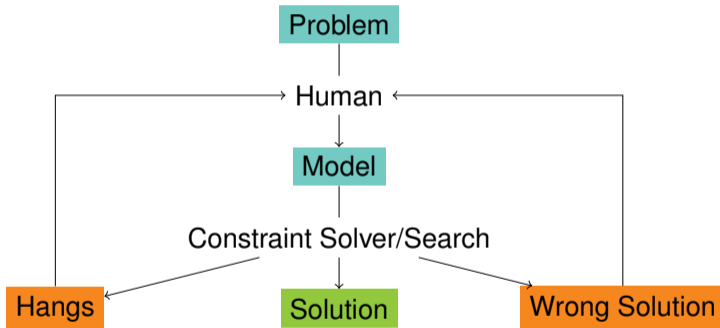 Problem
Human
Model
Constraint Solver/Search
Hangs
Solution
Wrong Solution